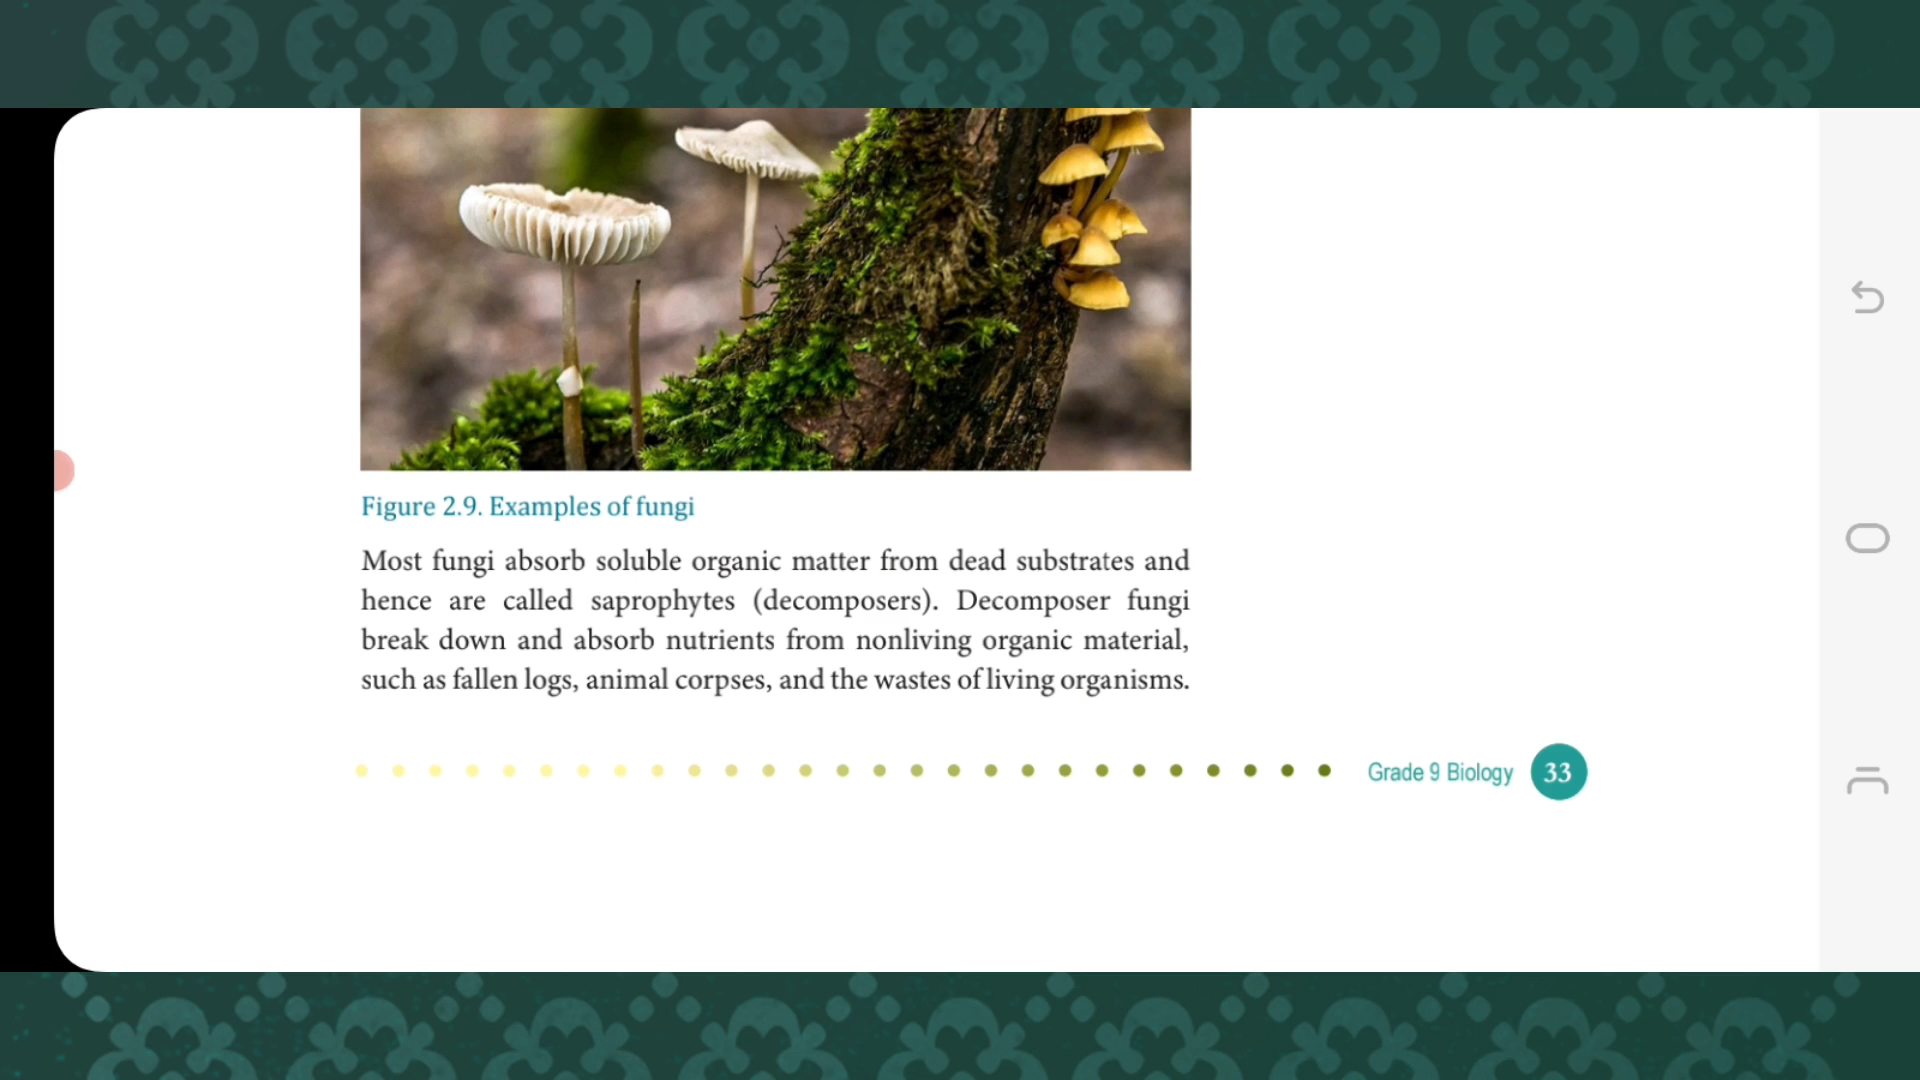 Figure 2.9. Examples of fungi
Most fungi absorb soluble organic matter from dead substrates and
hence are called saprophytes (decomposers). Decomposer fungi
break down and absorb nutrients from nonliving organic material,
such as fallen logs, animal corpses, and the wastes of living organisms.
Grade 9 Biology 33